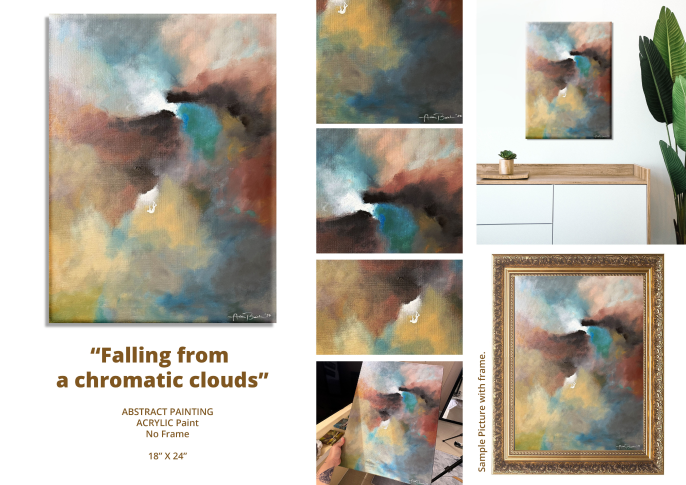 “Falling from
a chromatic clouds”
ABSTRACT PAINTING
ACRYLIC Paint
No Frame
18” X 24”
Sample Picture with frame.